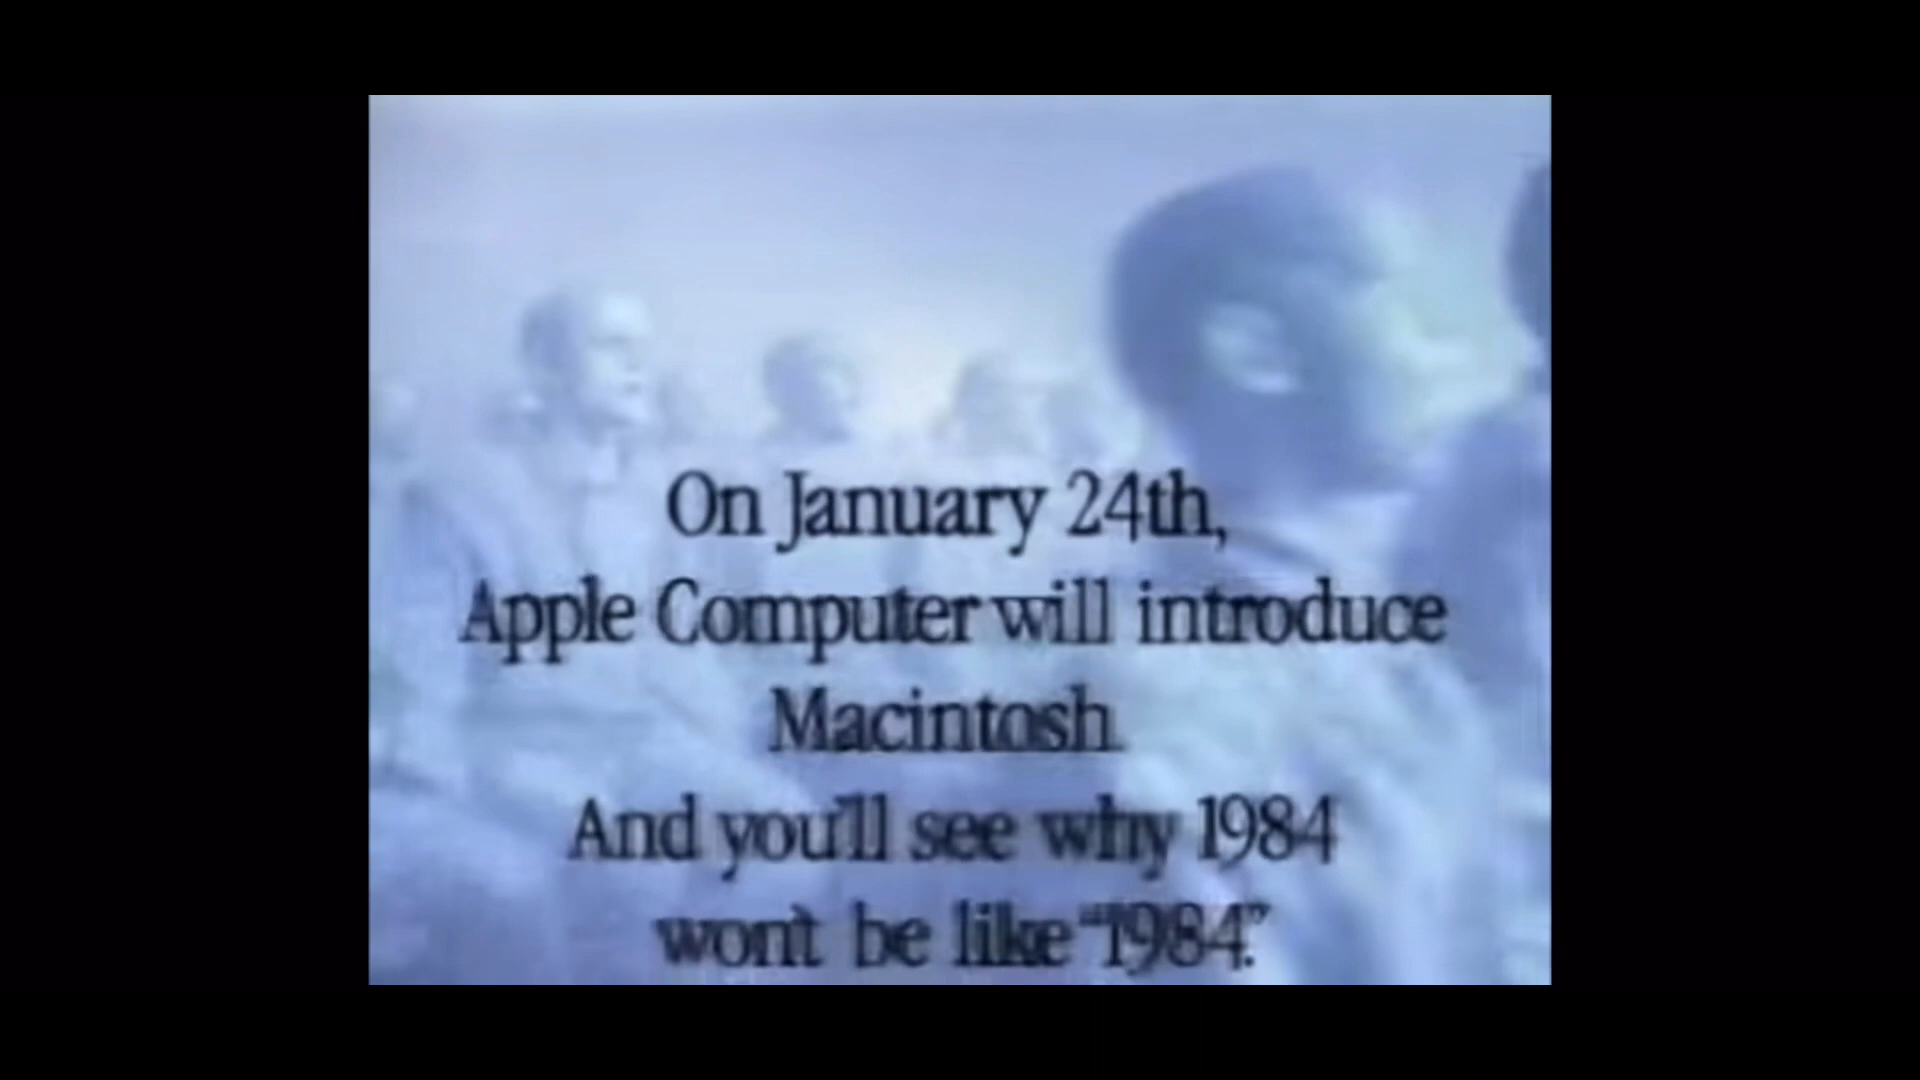 On January 24th,
Apple Computer will introduce
Macintosh.
And you'll see why 1984
won't be like "1984."